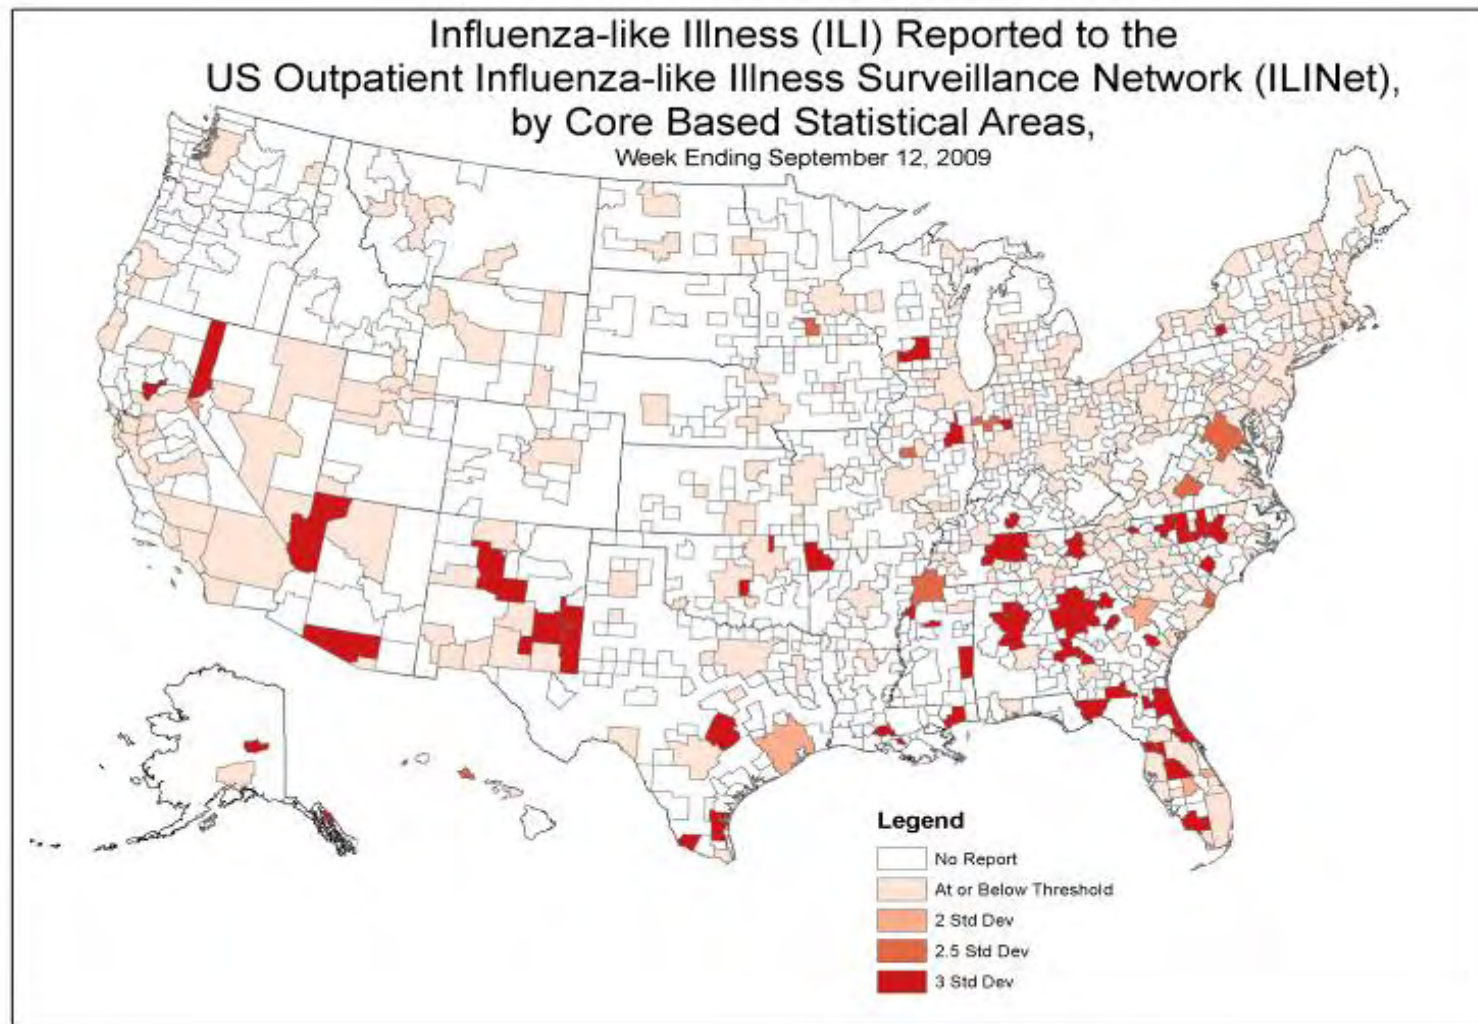 Influenza-like Illness (ILI) Reported to the
US Outpatient Influenza-like Illness Surveillance Network (ILINet),
by Core Based Statistical Areas,
Week Ending September 12, 2009
Legend
No Report
At or Below Threshold
2 Std Dev
2.5 Std Dev
3 Std Dev